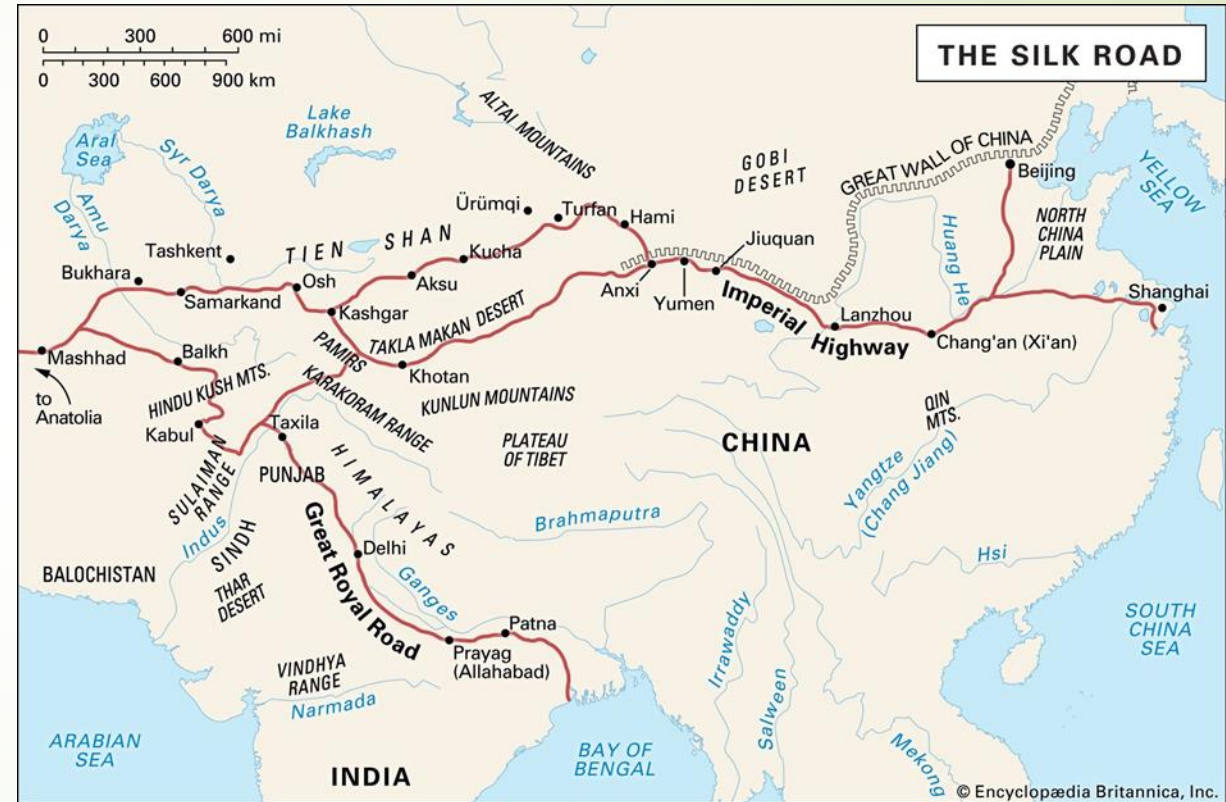 0 300 600 mi
0 300 600 900 km
THE SILK ROAD
Aral
Sea
Syr Darya
Amu
Darya
Lake
Balkhash
ALTAI MOUNTAINS
GOBI
DESERT
GREAT WALL OF CHINA
Beijing
YELLOW
SEA
NORTH
CHINA
PLAIN
Huang He
Ürümqi
Turfan
Hami
Jiuquan
Tashkent
TIEN SHAN
Kucha
Bukhara
Samarkand
Osh
Aksu
Anxi
Yumen
Imperial
Highway
Shanghai
Kashgar
TAKLA MAKAN DESERT
Lanzhou
Chang'an (Xi'an)
Mashhad
to
Anatolia
Balkh
PAMIRS
Khotan
HINDU KUSH MTS.
KARAKORAM RANGE
KUNLUN MOUNTAINS
QIN
MTS.
Kabul
Taxila
PLATEAU
OF TIBET
CHINA
SULAIMAN
RANGE
PUNJAB
HIMALAYAS
Yangtze
(Chang Jiang)
Indus
SINDH
Great Royal Road
Brahmaputra
Delhi
Hsi
BALOCHISTAN
THAR
DESERT
Ganges
Patna
Prayag
(Allahabad)
Irrawaddy
Salween
SOUTH
CHINA
SEA
VINDHYA
RANGE
Narmada
ARABIAN
SEA
INDIA
BAY OF
BENGAL
Mekong
© Encyclopædia Britannica, Inc.